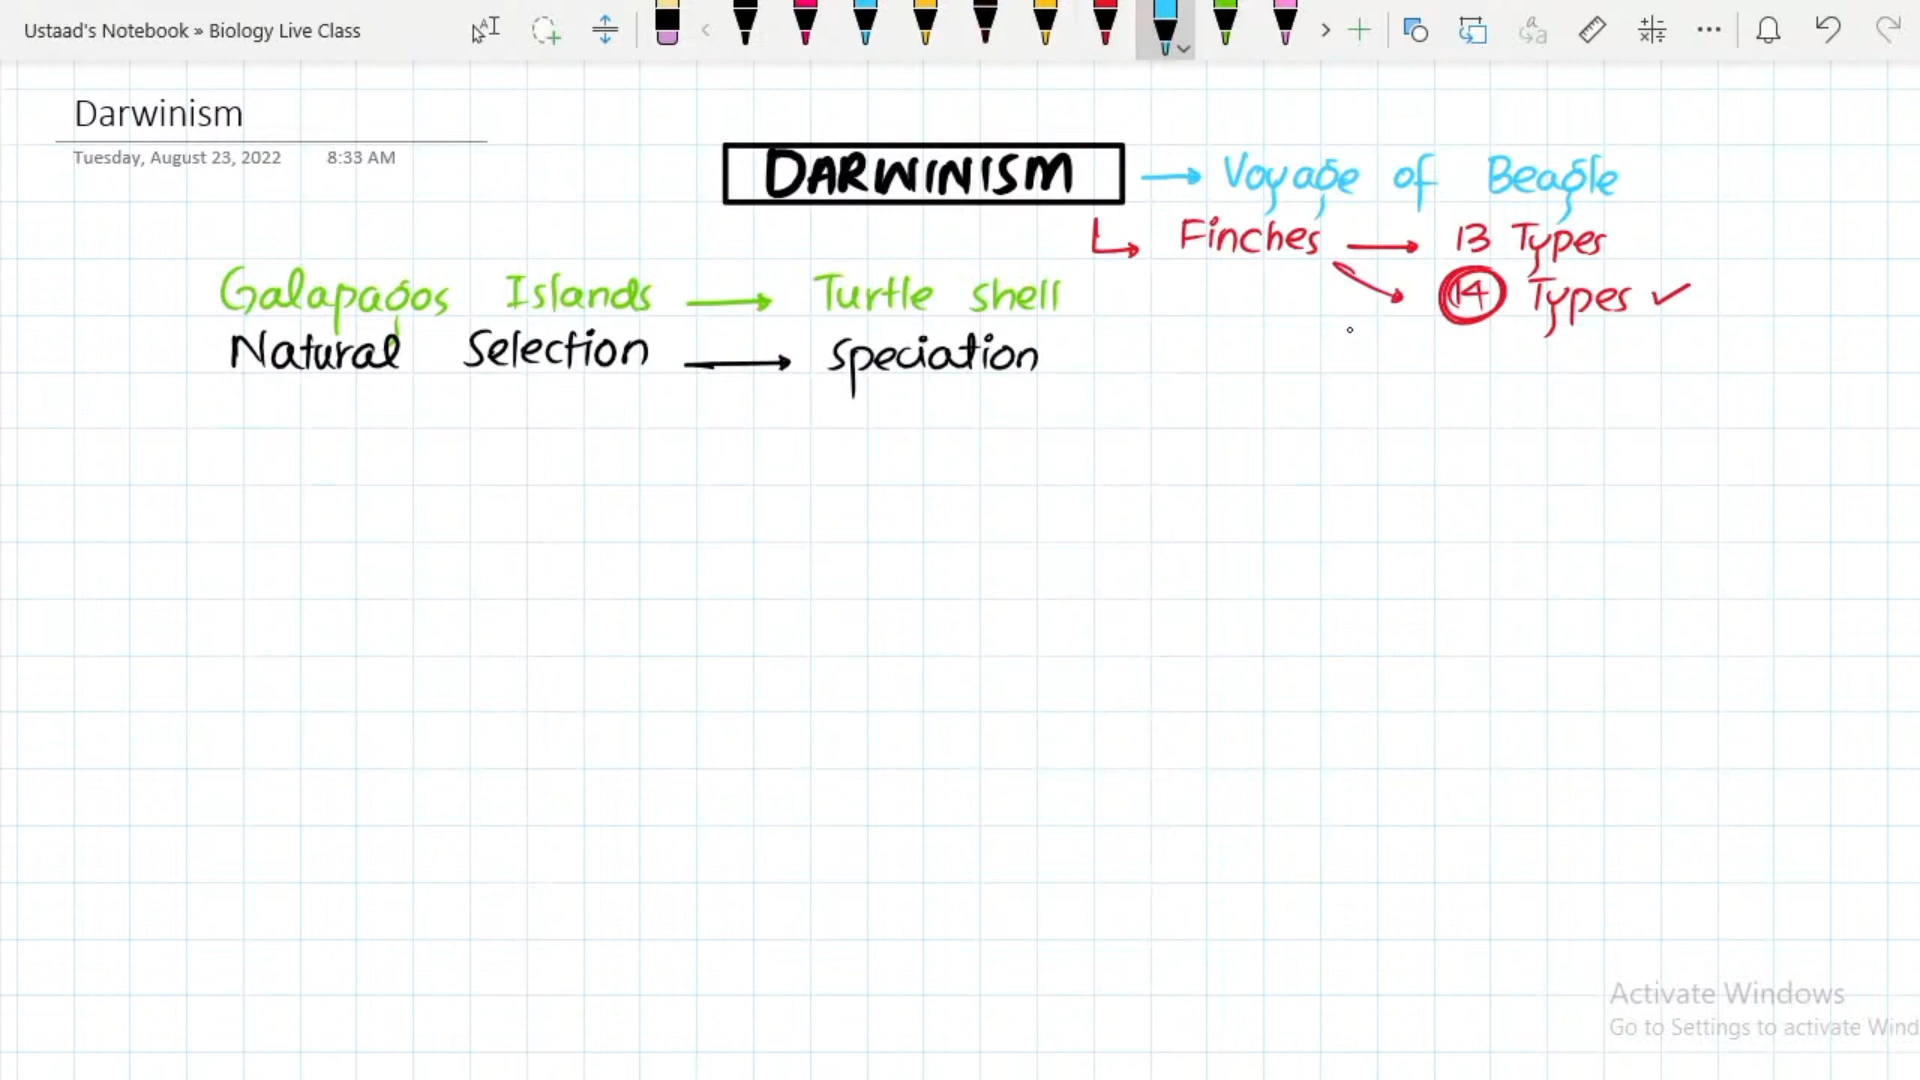 Ustaad's Notebook » Biology Live Class
Darwinism
Tuesday, August 23, 2022 8:33 AM
DARWINISM → Voyage of Beagle
↳ Finches → 13 Types
→ 14 Types ✓
Galapagos Islands → Turtle shell
Natural Selection → Speciation
Activate Windows
Go to Settings to activate Wind